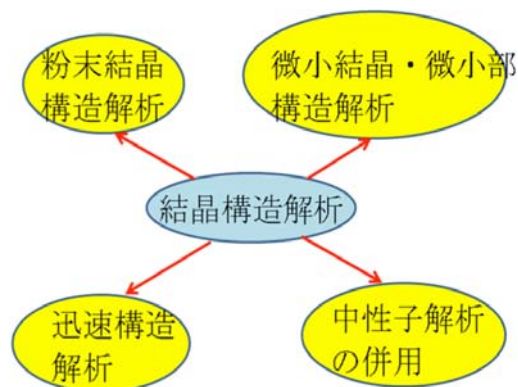 粉末結晶
構造解析
微小結晶・微小部
構造解析
結晶構造解析
迅速構造
解析
中性子解析
の併用